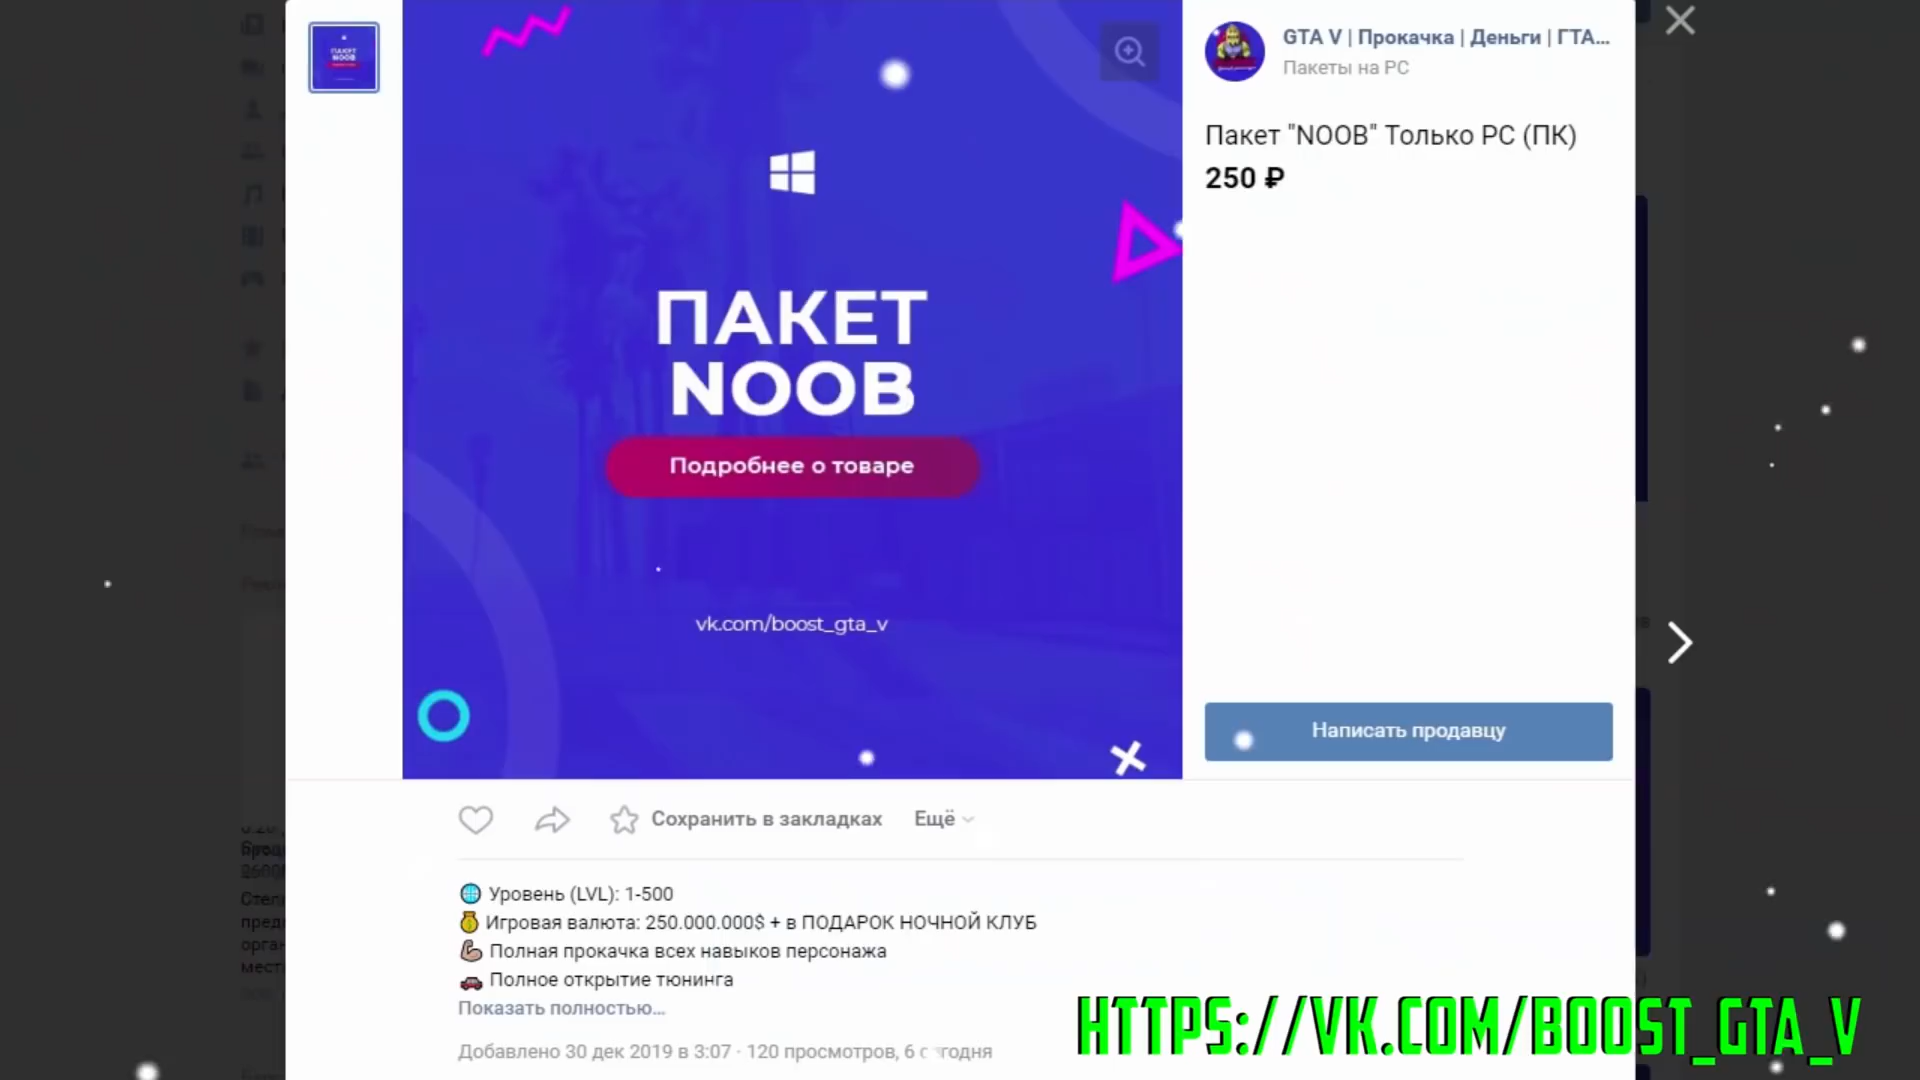 ПАКЕТ
NOOB
GTA V | Прокачка | Деньги | ГТА...
Пакеты на PC
Пакет "NOOB" Только PC (ПК)
250 ₽
ПАКЕТ
NOOB
Подробнее о товаре
vk.com/boost_gta_v
Написать продавцу
Сохранить в закладках Ещё
Уровень (LVL): 1-500
Игровая валюта: 250.000.000$ + в ПОДАРОК НОЧНОЙ КЛУБ
Полная прокачка всех навыков персонажа
Полное открытие тюнинга
Показать полностью...
Добавлено 30 дек 2019 в 3:07 · 120 просмотров, 6 сегодня
HTTPS://VK.COM/BOOST_GTA_V